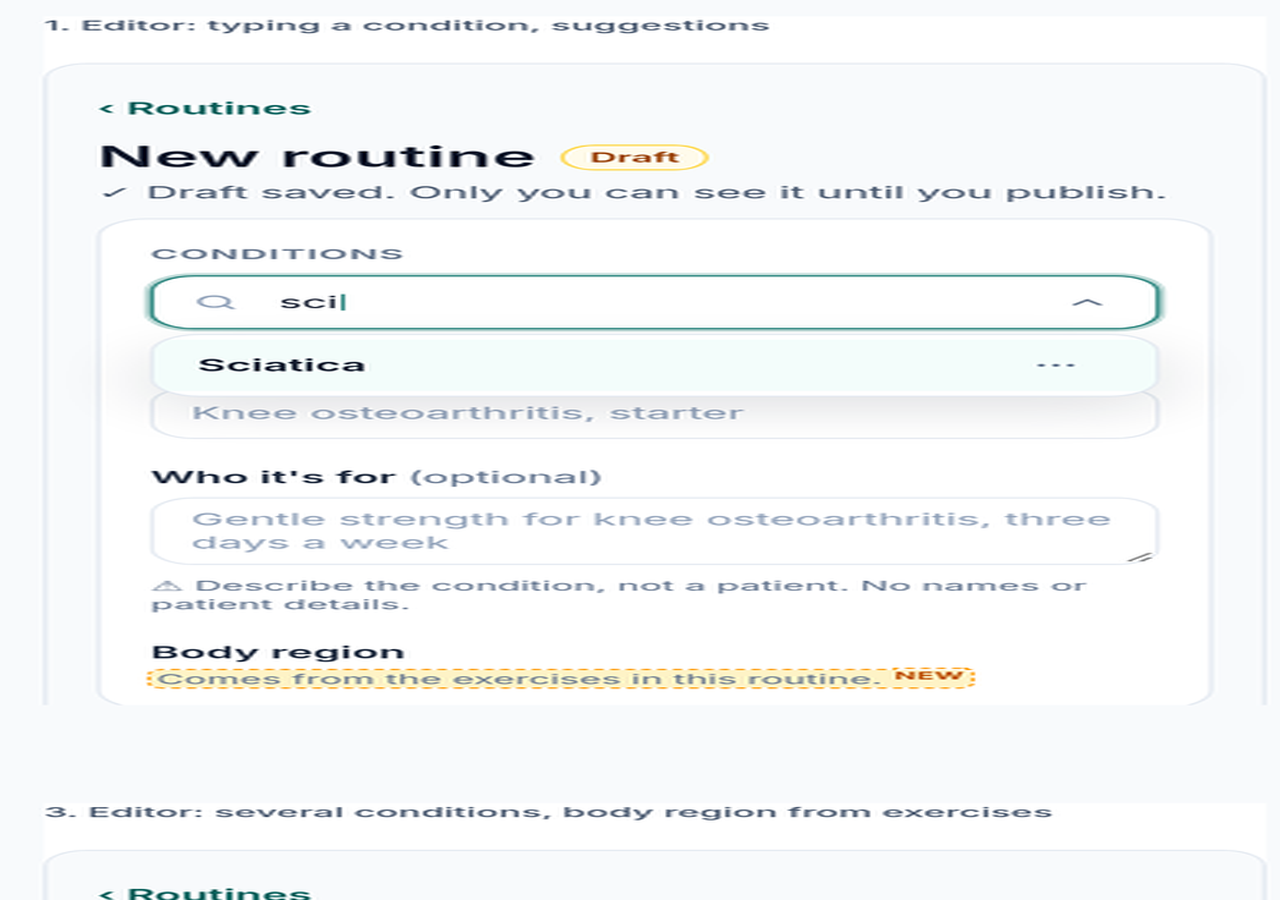 1. Editor: typing a condition, suggestions
< Routines
New routine Draft
✓ Draft saved. Only you can see it until you publish.
CONDITIONS
sci
Sciatica ...
Knee osteoarthritis, starter
Who it's for (optional)
Gentle strength for knee osteoarthritis, three
days a week
⚠ Describe the condition, not a patient. No names or
patient details.
Body region
Comes from the exercises in this routine. NEW
3. Editor: several conditions, body region from exercises
< Routines